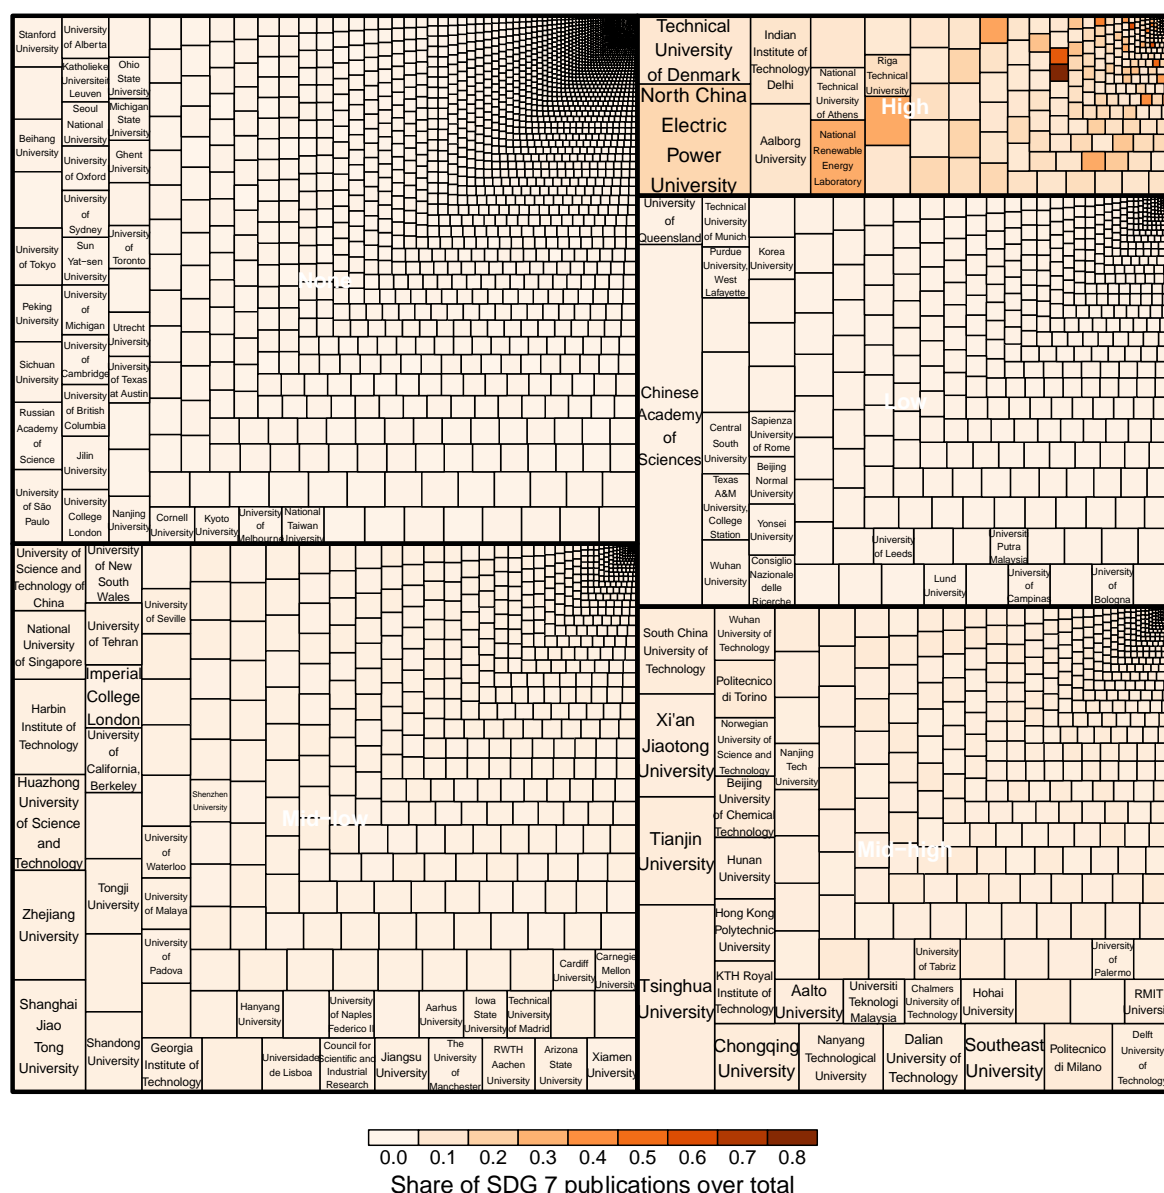 Stanford
University
Beihang
University
University
of Tokyo
Peking
University
Sichuan
University
Russian
Academy
of
Science
University
of São
Paulo
University
of Alberta
Katholieke
Universiteit
Leuven
Seoul
National
University
University
of Oxford
University
of
Sydney
Sun
Yat−sen
University
University
of
Michigan
University
of
Cambridge
University
of British
Columbia
Jilin
University
University
College
London
Ohio
State
University
Michigan
State
University
Ghent
University
University
of
Toronto
Utrecht
University
University
of Texas
at Austin
Nanjing
University
Cornell
University
Kyoto
University
University
of
Melbourne
National
Taiwan
University
None
Technical
University
of Denmark
North China
Electric
Power
University
Indian
Institute of
Technology
Delhi
Aalborg
University
National
Technical
University
of Athens
National
Renewable
Energy
Laboratory
Riga
Technical
University
High
University
of
Queensland
Chinese
Academy
of
Sciences
Technical
University
of Munich
Purdue
University,
West
Lafayette
Central
South
University
Texas
A&M
University,
College
Station
Wuhan
University
Korea
University
Sapienza
University
of Rome
Beijing
Normal
University
Yonsei
University
Consiglio
Nazionale
delle
Ricerche
University
of Leeds
Universiti
Putra
Malaysia
Lund
University
University
of
Campinas
University
of
Bologna
Low
University of
Science and
Technology of
China
National
University
of Singapore
Harbin
Institute of
Technology
Huazhong
University
of Science
and
Technology
Zhejiang
University
Shanghai
Jiao
Tong
University
University
of New
South
Wales
University
of Tehran
Imperial
College
London
University
of
California,
Berkeley
Tongji
University
Shandong
University
University
of Seville
University
of
Waterloo
University
of Malaya
University
of
Padova
Georgia
Institute of
Technology
Shenzhen
University
Hanyang
University
University
of Naples
Federico II
Aarhus
University
Iowa
State
University
Technical
University
of Madrid
Cardiff
University
Carnegie
Mellon
University
Universidade
de Lisboa
Council for
Scientific and
Industrial
Research
Jiangsu
University
The
University
of
Manchester
RWTH
Aachen
University
Arizona
State
University
Xiamen
University
Mid−low
South China
University of
Technology
Xi'an
Jiaotong
University
Tianjin
University
Tsinghua
University
Wuhan
University of
Technology
Politecnico
di Torino
Norwegian
University of
Science and
Technology
Beijing
University
of Chemical
Technology
Hunan
University
Hong Kong
Polytechnic
University
KTH Royal
Institute of
Technology
Nanjing
Tech
University
University
of Tabriz
University
of
Palermo
Aalto
University
Universiti
Teknologi
Malaysia
Chalmers
University of
Technology
Hohai
University
RMIT
University
Chongqing
University
Nanyang
Technological
University
Dalian
University of
Technology
Southeast
University
Politecnico
di Milano
Delft
University
of
Technology
Mid−high
0.0 0.1 0.2 0.3 0.4 0.5 0.6 0.7 0.8
Share of SDG 7 publications over total